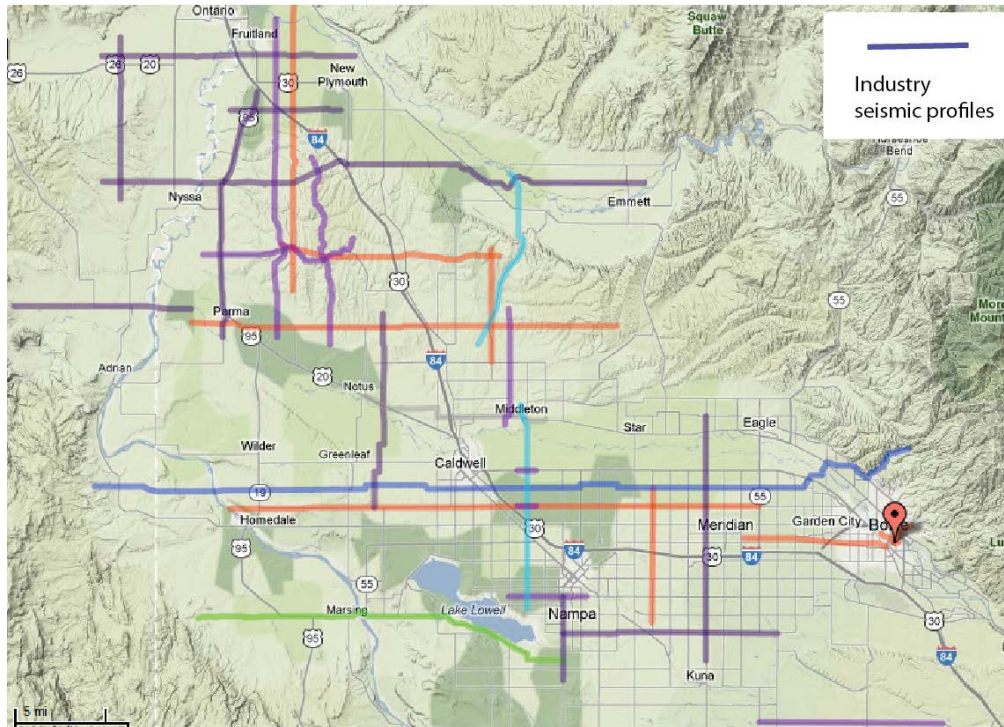 Ontario
Squaw
Butte
Fruitland
Industry
seismic profiles
26
26
20
30
New
Plymouth
95
84
Horseshoe
Bend
55
Nyssa
Emmett
30
55
Parma
95
84
Adrian
20
Notus
Middleton
Star
Eagle
Wilder
Greenleaf
Caldwell
19
55
Homedale
30
Meridian
Garden City
95
84
30
84
55
Marsing
Lake Lowell
Nampa
30
95
84
Kuna
5 mi